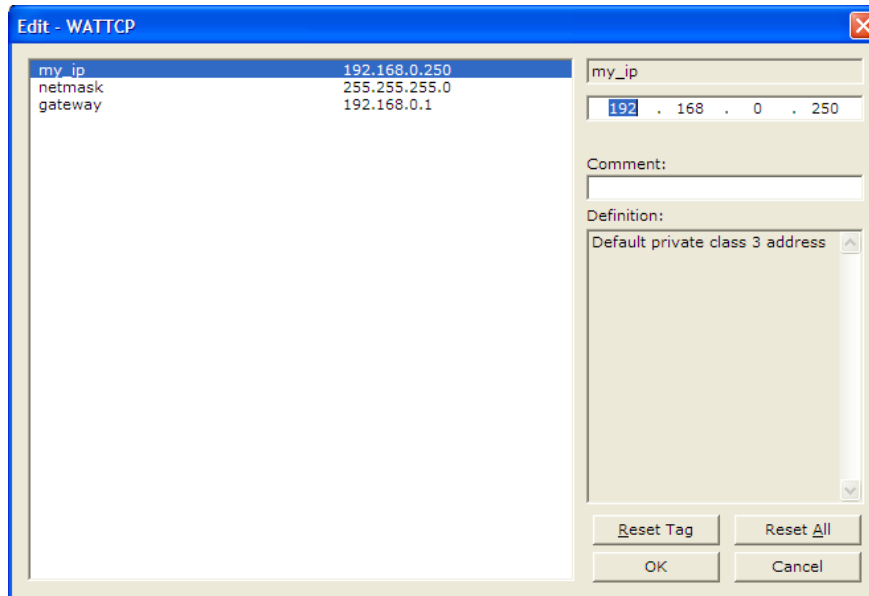 Edit - WATTCP
my_ip 192.168.0.250
netmask 255.255.255.0
gateway 192.168.0.1
my_ip
192 . 168 . 0 . 250
Comment:
Definition:
Default private class 3 address
Reset Tag Reset All
OK Cancel